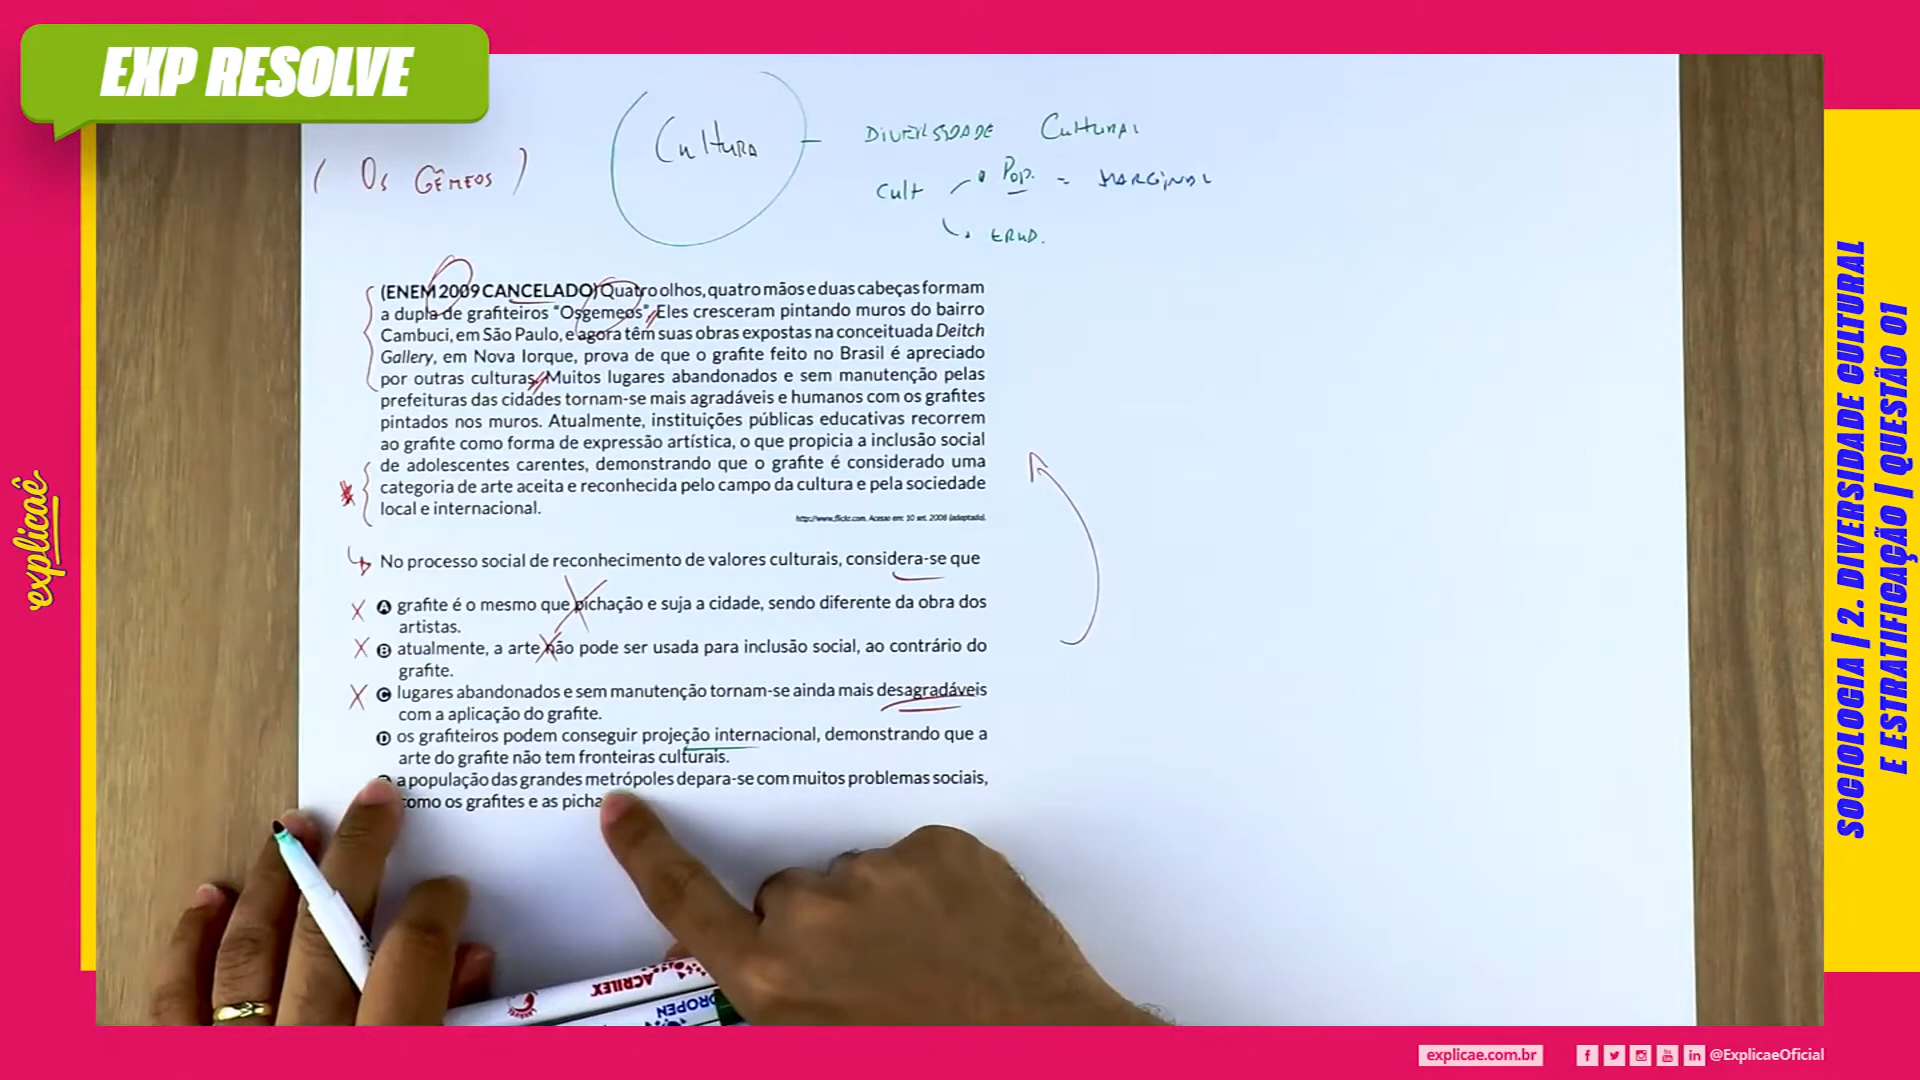 EXP RESOLVE
(Os Gêmeos)
Cultura - DIVERSIDADE Cultural
Cult Pop. = MARGINAL
ERUD.
(ENEM 2009 CANCELADO) Quatro olhos, quatro mãos e duas cabeças formam
a dupla de grafiteiros "Osgemeos". Eles cresceram pintando muros do bairro
Cambuci, em São Paulo, e agora têm suas obras expostas na conceituada Deitch
Gallery, em Nova Iorque, prova de que o grafite feito no Brasil é apreciado
por outras culturas. Muitos lugares abandonados e sem manutenção pelas
prefeituras das cidades tornam-se mais agradáveis e humanos com os grafites
pintados nos muros. Atualmente, instituições públicas educativas recorrem
ao grafite como forma de expressão artística, o que propicia a inclusão social
de adolescentes carentes, demonstrando que o grafite é considerado uma
categoria de arte aceita e reconhecida pelo campo da cultura e pela sociedade
local e internacional.
http://www.flickr.com. Acesso em: 10 set. 2008 (adaptado).
No processo social de reconhecimento de valores culturais, considera-se que
X A grafite é o mesmo que pichação e suja a cidade, sendo diferente da obra dos
artistas.
X B atualmente, a arte não pode ser usada para inclusão social, ao contrário do
grafite.
X C lugares abandonados e sem manutenção tornam-se ainda mais desagradáveis
com a aplicação do grafite.
D os grafiteiros podem conseguir projeção internacional, demonstrando que a
arte do grafite não tem fronteiras culturais.
a população das grandes metrópoles depara-se com muitos problemas sociais,
como os grafites e as picha
ACRILEX
explicaê
SOCIOLOGIA | 2. DIVERSIDADE CULTURAL
E ESTRATIFICAÇÃO | QUESTÃO 01
explicae.com.br
@ExplicaeOficial